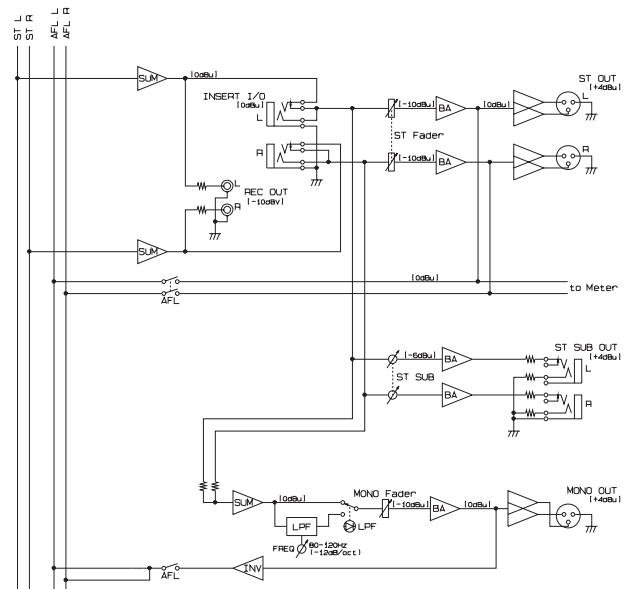 ST L
ST R
AFL L
AFL R
SUM
[0dBu]
INSERT I/O
[0dBu]
L
R
REC OUT
[-10dBV]
L
R
SUM
[-10dBu]
BA
[0dBu]
ST Fader
[-10dBu]
BA
ST OUT
[+4dBu]
L
R
[0dBu]
to Meter
AFL
[-6dBu]
BA
ST SUB
BA
ST SUB OUT
[+4dBu]
L
R
SUM
[0dBu]
MONO Fader
[-10dBu]
BA
[0dBu]
MONO OUT
[+4dBu]
LPF
LPF
FREQ
80-120Hz
(-12dB/oct)
AFL
INV